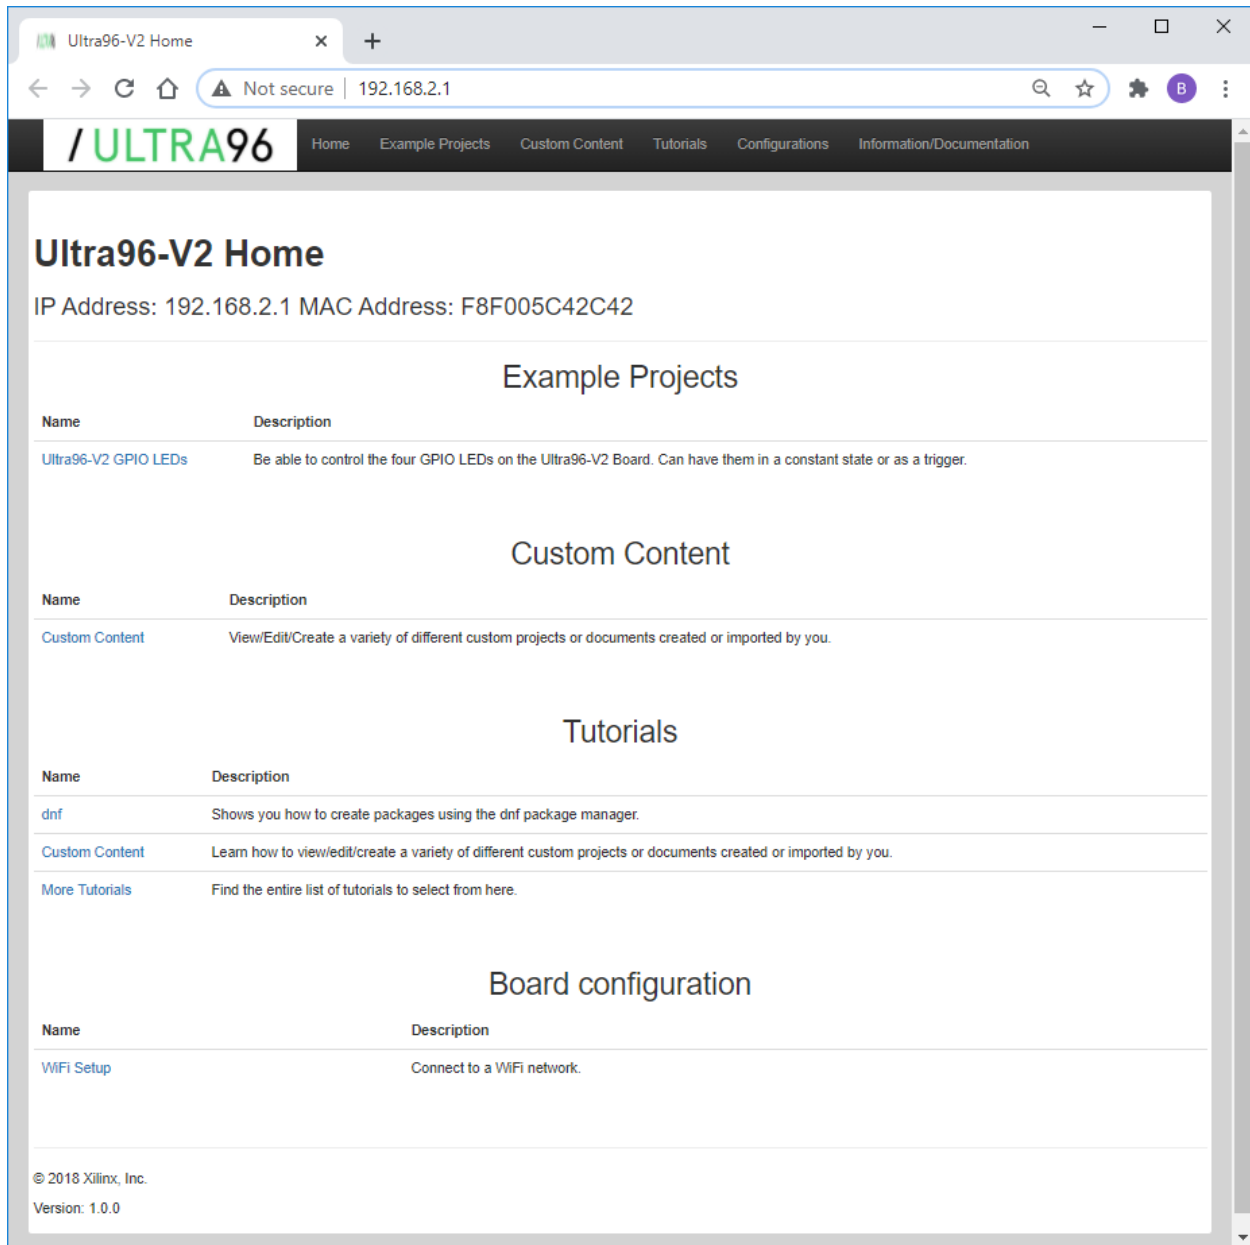 Ultra96-V2 Home
Not secure | 192.168.2.1
B
/ ULTRA96 Home Example Projects Custom Content Tutorials Configurations Information/Documentation
Ultra96-V2 Home
IP Address: 192.168.2.1 MAC Address: F8F005C42C42
Example Projects
Name Description
Ultra96-V2 GPIO LEDs Be able to control the four GPIO LEDs on the Ultra96-V2 Board. Can have them in a constant state or as a trigger.
Custom Content
Name Description
Custom Content View/Edit/Create a variety of different custom projects or documents created or imported by you.
Tutorials
Name Description
dnf Shows you how to create packages using the dnf package manager.
Custom Content Learn how to view/edit/create a variety of different custom projects or documents created or imported by you.
More Tutorials Find the entire list of tutorials to select from here.
Board configuration
Name Description
WiFi Setup Connect to a WiFi network.
© 2018 Xilinx, Inc.
Version: 1.0.0